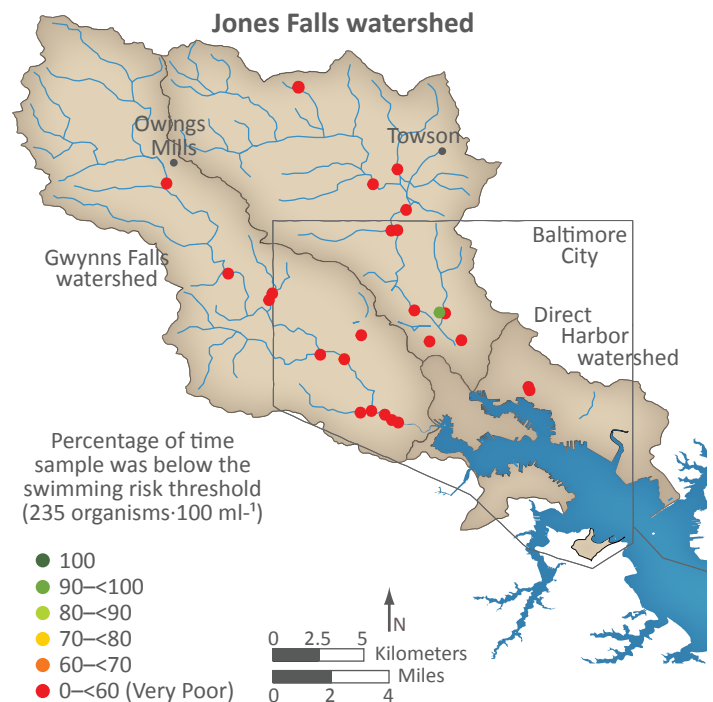 Jones Falls watershed
Owings
Mills
Towson
Baltimore
City
Gwynns Falls
watershed
Direct
Harbor
watershed
Percentage of time
sample was below the
swimming risk threshold
(235 organisms·100 ml-¹)
100
90–<100
80–<90
70–<80
60–<70
0–<60 (Very Poor)
N
0 2.5 5
Kilometers
Miles
0 2 4